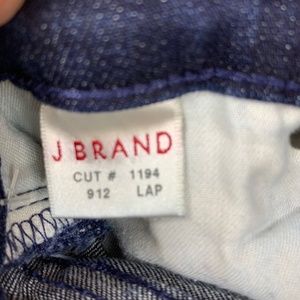 J BRAND
CUT # 1194
912 LAP